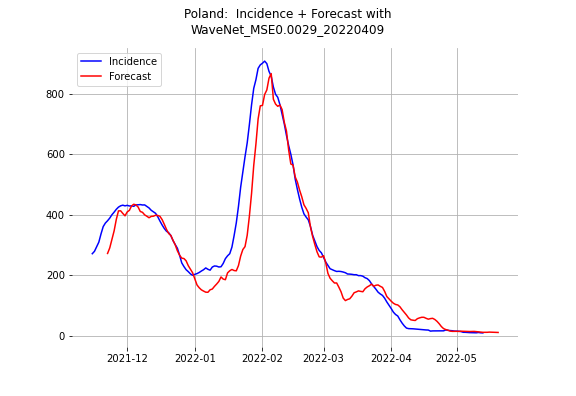 Poland:  Incidence + Forecast with
WaveNet_MSE0.0029_20220409
Incidence
Forecast
800
600
400
200
0
2021-12 2022-01 2022-02 2022-03 2022-04 2022-05